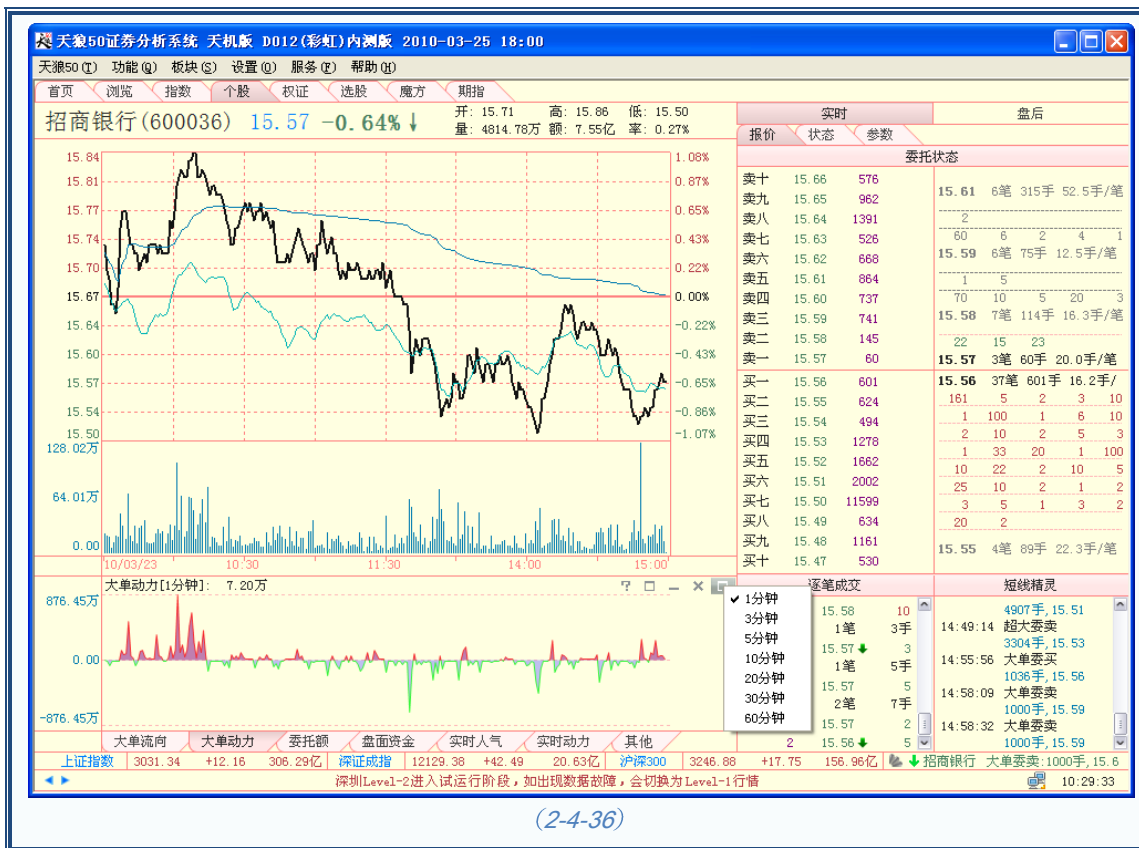 天狼50证券分析系统 天机版 D012(彩虹)内测版 2010-03-25 18:00
天狼50(T) 功能(Q) 板块(S) 设置(O) 服务(F) 帮助(H)
首页 浏览 指数 个股 权证 选股 魔方 期指
招商银行(600036) 15.57 -0.64%↓
开: 15.71 高: 15.86 低: 15.50
量: 4814.78万 额: 7.55亿 率: 0.27%
15.84 1.08%
15.81 0.87%
15.77 0.65%
15.74 0.43%
15.70 0.22%
15.67 0.00%
15.64 -0.22%
15.60 -0.43%
15.57 -0.65%
15.54 -0.86%
15.50 -1.07%
128.02万
64.01万
0.00
10/03/23 10:30 11:30 14:00 15:00
大单动力[1分钟]: 7.20万
876.45万
0.00
-876.45万
大单流向 大单动力 委托额 盘面资金 实时人气 实时动力 其他
1分钟
3分钟
5分钟
10分钟
20分钟
30分钟
60分钟
实时 盘后
报价 状态 参数
委托状态
卖十 15.66 576
卖九 15.65 962
卖八 15.64 1391
卖七 15.63 526
卖六 15.62 668
卖五 15.61 864
卖四 15.60 737
卖三 15.59 741
卖二 15.58 145
卖一 15.57 60
买一 15.56 601
买二 15.55 624
买三 15.54 494
买四 15.53 1278
买五 15.52 1662
买六 15.51 2002
买七 15.50 11599
买八 15.49 634
买九 15.48 1161
买十 15.47 530
15.61 6笔 315手 52.5手/笔
2
60 6 2 4 1
15.59 6笔 75手 12.5手/笔
1 5
70 10 5 20 3
15.58 7笔 114手 16.3手/笔
22 15 23
15.57 3笔 60手 20.0手/笔
15.56 37笔 601手 16.2手/
161 5 2 3 10
1 100 1 6 10
2 10 2 5 3
1 33 20 1 100
10 22 2 10 5
25 10 2 1 2
3 5 1 3 2
20 2
15.55 4笔 89手 22.3手/笔
逐笔成交
15.58 10
1笔 3手
15.57↓ 3
1笔 5手
15.57 5
2笔 7手
15.57 2
2 15.56↓ 5
短线精灵
4907手,15.51
14:49:14 超大委卖
3304手,15.53
14:55:56 大单委买
1036手,15.56
14:58:09 大单委卖
1000手,15.59
14:58:32 大单委卖
1000手,15.59
上证指数 3031.34 +12.16 306.29亿 深证成指 12129.38 +42.49 20.63亿 沪深300 3246.88 +17.75 156.96亿 ↓招商银行 大单委卖:1000手,15.6
深圳Level-2进入试运行阶段，如出现数据故障，会切换为Level-1行情 10:29:33
(2-4-36)